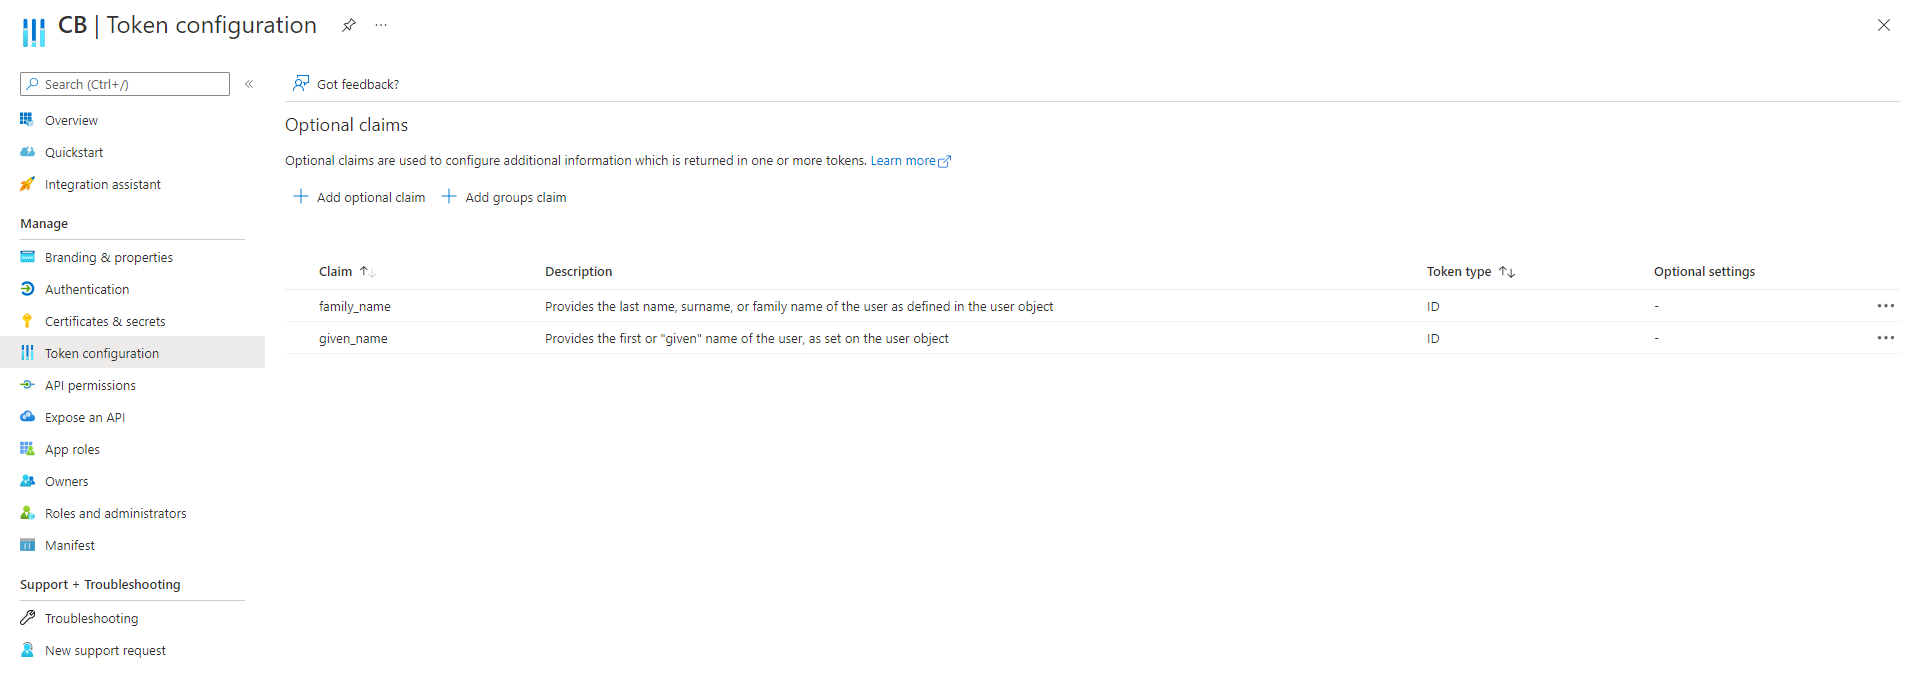 CB | Token configuration
Search (Ctrl+/)
Overview
Quickstart
Integration assistant
Manage
Branding & properties
Authentication
Certificates & secrets
Token configuration
API permissions
Expose an API
App roles
Owners
Roles and administrators
Manifest
Support + Troubleshooting
Troubleshooting
New support request
Got feedback?
Optional claims
Optional claims are used to configure additional information which is returned in one or more tokens. Learn more
Add optional claim Add groups claim
Claim Description Token type Optional settings
family_name Provides the last name, surname, or family name of the user as defined in the user object ID -
given_name Provides the first or "given" name of the user, as set on the user object ID -